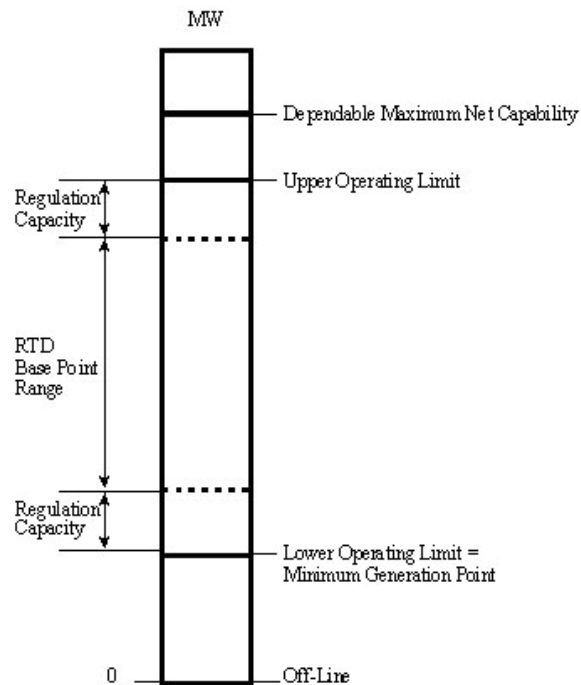 MW
Dependable Maximum Net Capability
Upper Operating Limit
Regulation
Capacity
RTD
Base Point
Range
Regulation
Capacity
Lower Operating Limit =
Minimum Generation Point
0
Off-Line